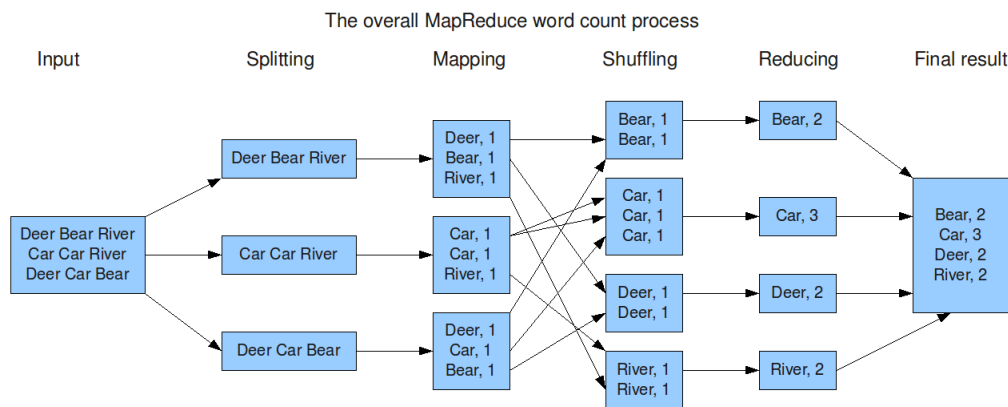 The overall MapReduce word count process
Input
Splitting
Mapping
Shuffling
Reducing
Final result
Deer Bear River
Car Car River
Deer Car Bear
Deer Bear River
Car Car River
Deer Car Bear
Deer, 1
Bear, 1
River, 1
Car, 1
Car, 1
River, 1
Deer, 1
Car, 1
Bear, 1
Bear, 1
Bear, 1
Car, 1
Car, 1
Car, 1
Deer, 1
Deer, 1
River, 1
River, 1
Bear, 2
Car, 3
Deer, 2
River, 2
Bear, 2
Car, 3
Deer, 2
River, 2